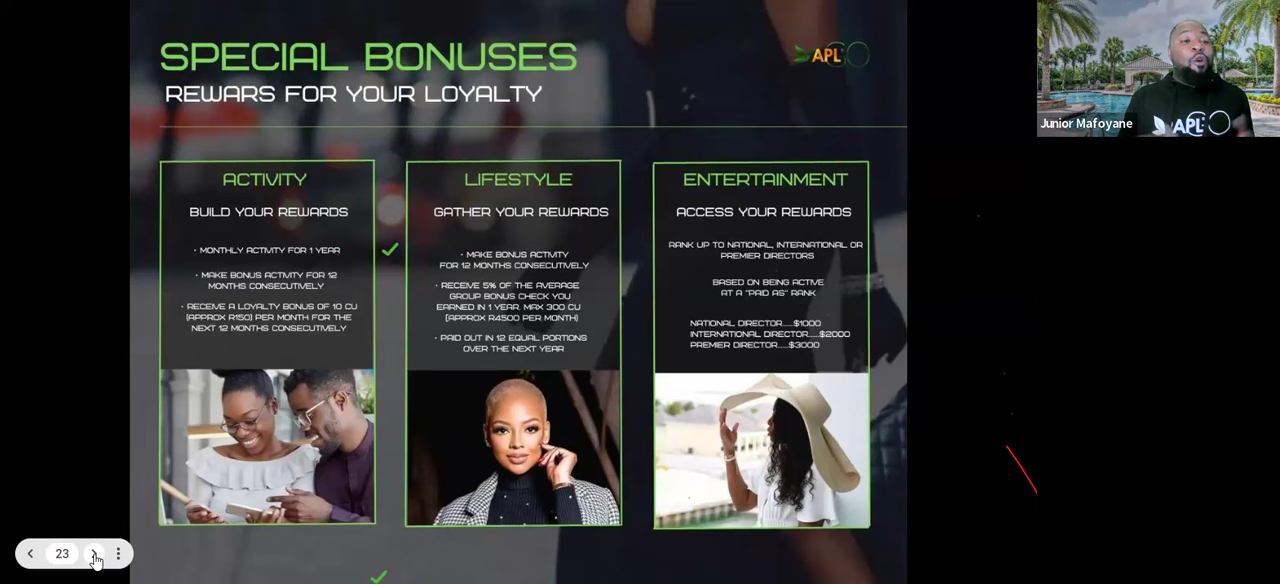 SPECIAL BONUSES
REWARS FOR YOUR LOYALTY
APLGO
Junior Mafoyane
APLGO
ACTIVITY
BUILD YOUR REWARDS
• MONTHLY ACTIVITY FOR 1 YEAR
• MAKE BONUS ACTIVITY FOR 12
MONTHS CONSECUTIVELY
• RECEIVE A LOYALTY BONUS OF 10 CU
(APPROX R150) PER MONTH FOR THE
NEXT 12 MONTHS CONSECUTIVELY
LIFESTYLE
GATHER YOUR REWARDS
• MAKE BONUS ACTIVITY
FOR 12 MONTHS CONSECUTIVELY
• RECEIVE 5% OF THE AVERAGE
GROUP BONUS CHECK YOU
EARNED IN 1 YEAR. MAX 300 CU
(APPROX R4500 PER MONTH)
• PAID OUT IN 12 EQUAL PORTIONS
OVER THE NEXT YEAR
ENTERTAINMENT
ACCESS YOUR REWARDS
RANK UP TO NATIONAL, INTERNATIONAL OR
PREMIER DIRECTORS
BASED ON BEING ACTIVE
AT A "PAID AS" RANK
NATIONAL DIRECTOR.....$1000
INTERNATIONAL DIRECTOR.....$2000
PREMIER DIRECTOR.....$3000
23